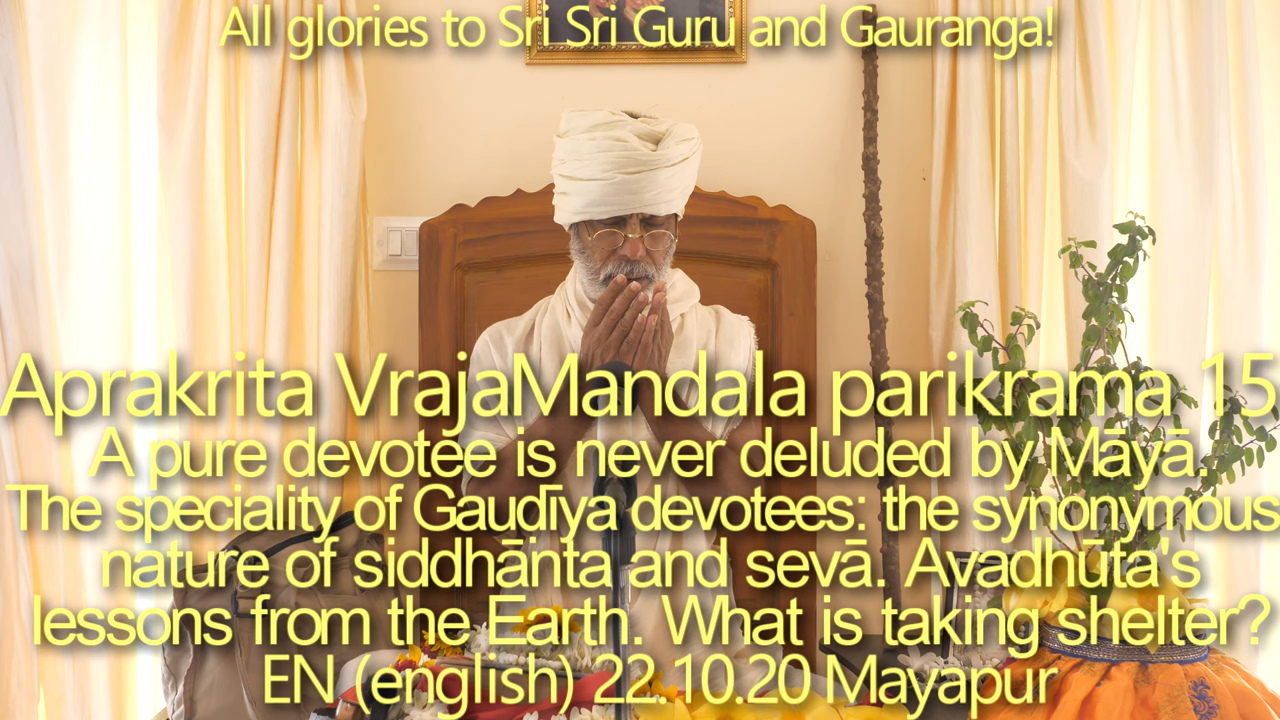 All glories to Sri Sri Guru and Gauranga!
Aprakrita VrajaMandala parikrama 15
A pure devotee is never deluded by Māyā.
The speciality of Gauḍīya devotees: the synonymous
nature of siddhānta and sevā. Avadhūta's
lessons from the Earth. What is taking shelter?
EN (english) 22.10.20 Mayapur